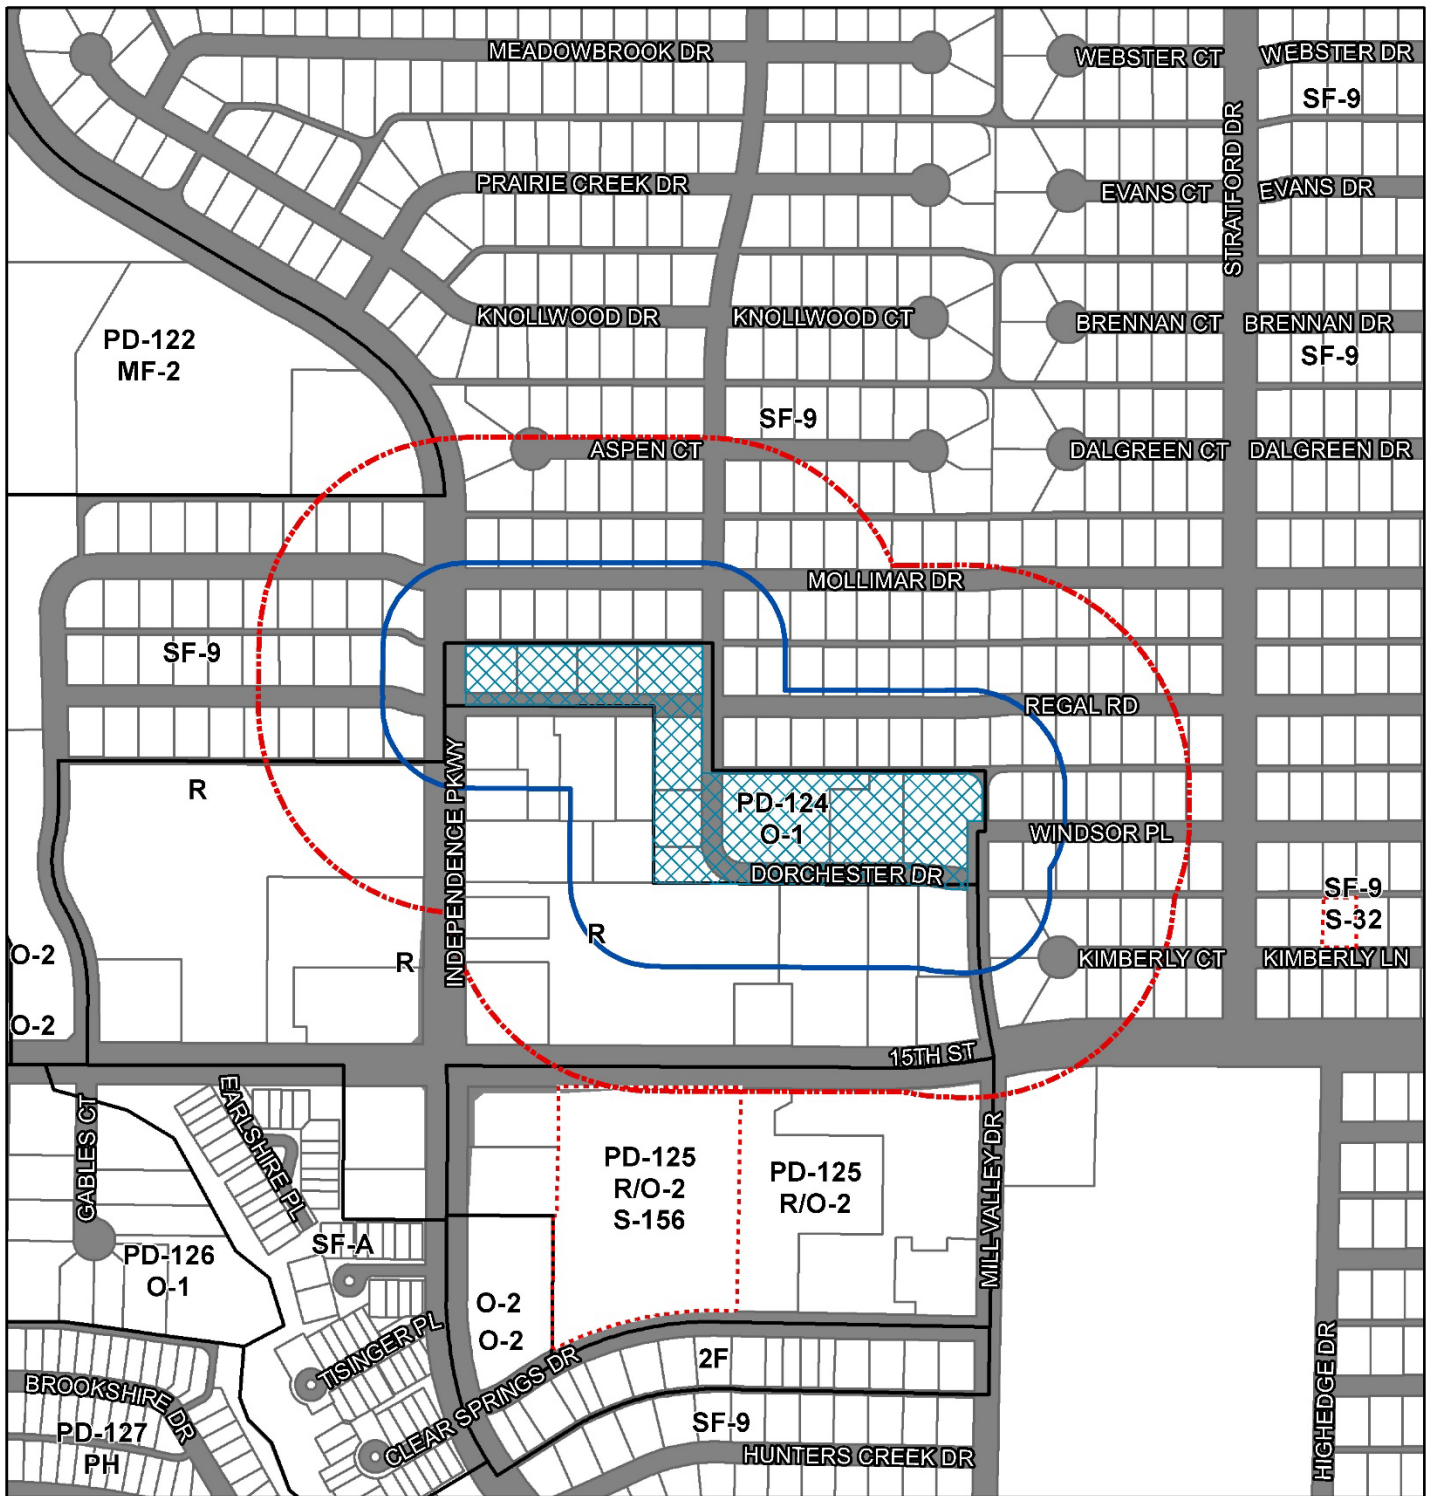 MEADOWBROOK DR
WEBSTER CT
WEBSTER DR
SF-9
STRATFORD DR
PRAIRIE CREEK DR
EVANS CT
EVANS DR
KNOLLWOOD DR
KNOLLWOOD CT
BRENNAN CT
BRENNAN DR
SF-9
PD-122
MF-2
SF-9
ASPEN CT
DALGREEN CT
DALGREEN DR
MOLLIMAR DR
SF-9
REGAL RD
R
INDEPENDENCE PKWY
PD-124
O-1
WINDSOR PL
DORCHESTER DR
SF-9
S-32
R
R
KIMBERLY CT
KIMBERLY LN
O-2
O-2
15TH ST
GABLES CT
EARLSHIRE PL
PD-125
R/O-2
S-156
PD-125
R/O-2
MILL VALLEY DR
SF-A
PD-126
O-1
O-2
O-2
TISINGER PL
2F
CLEAR SPRINGS DR
BROOKSHIRE DR
PD-127
PH
SF-9
HUNTERS CREEK DR
HIGHEDGE DR